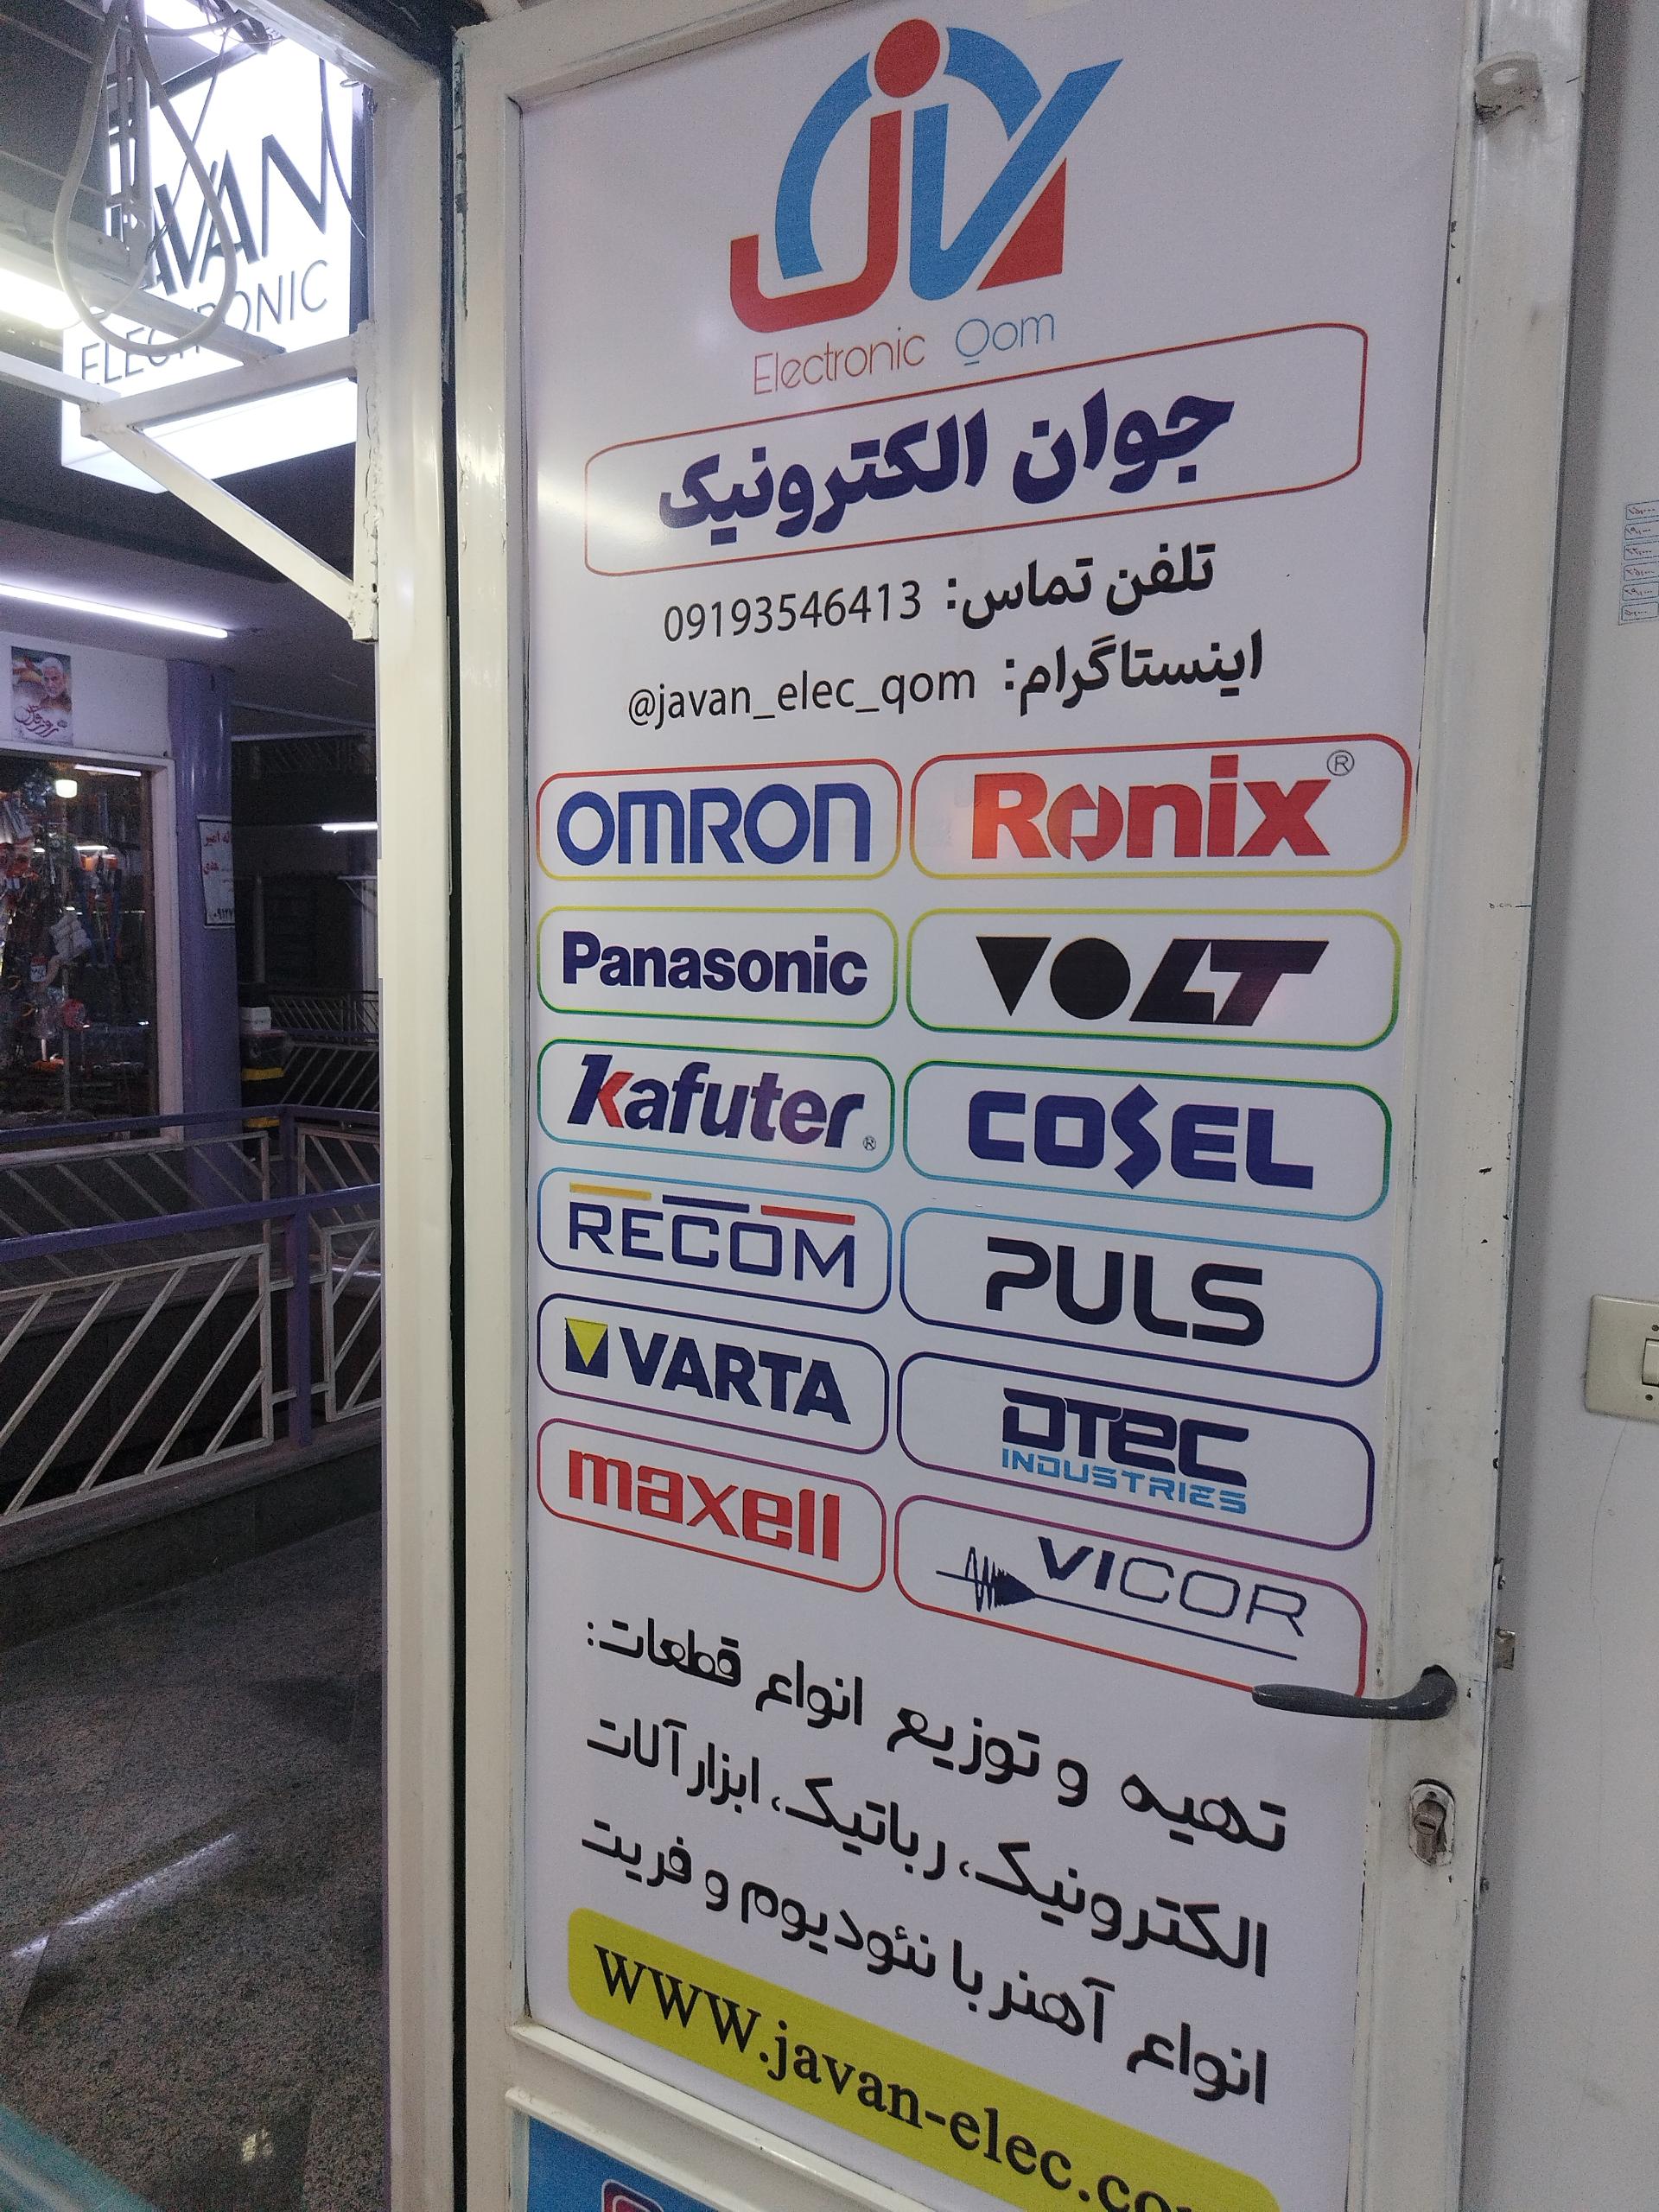 JAVAN
ELECTRONIC
Electronic Qom
جوان الکترونیک
تلفن تماس: 09193546413
اینستاگرام: @javan_elec_qom
OMRON
Ronix®
Panasonic
VOLT
Kafuter®
COSEL
RECOM
PULS
VARTA
DTEC
INDUSTRIES
maxell
VICOR
تهیه و توزیع انواع قطعات:
الکترونیک، رباتیک، ابزارآلات
انواع آهنربا نئودیوم و فریت
www.javan-elec.co